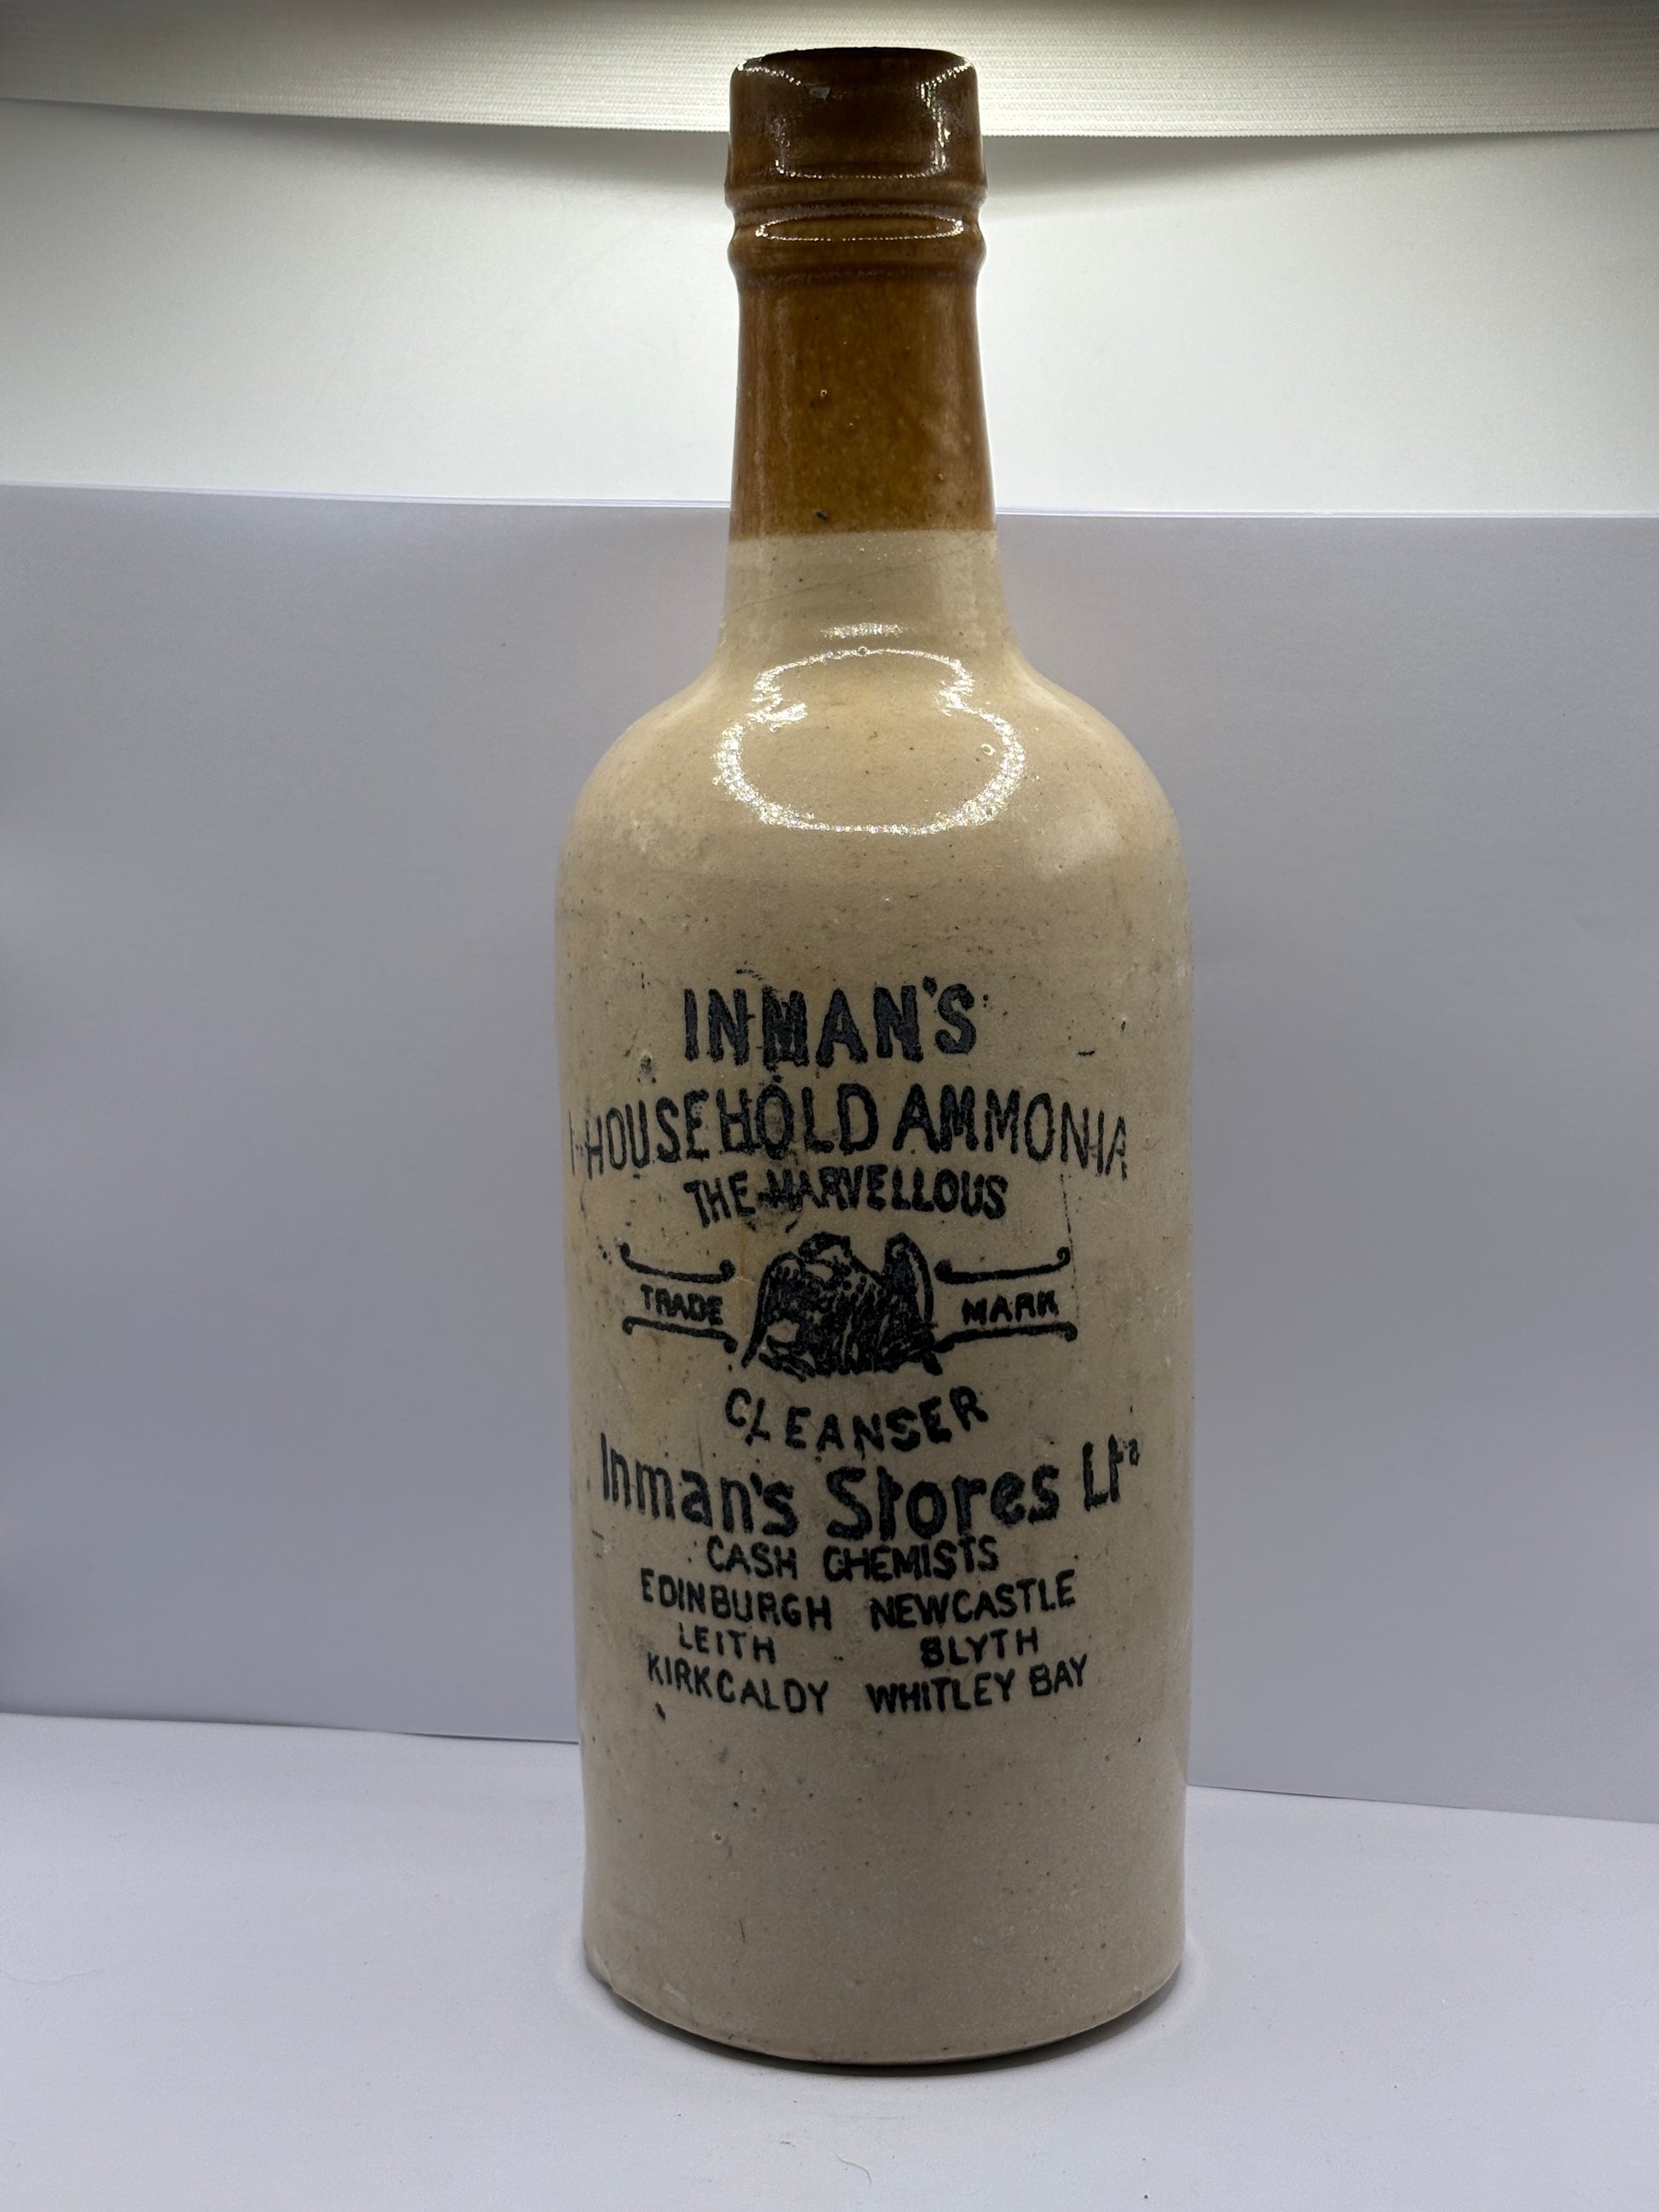 INMAN'S
HOUSEHOLD AMMONIA
THE MARVELLOUS
TRADE MARK
CLEANSER
Inman's Stores Ltd
CASH CHEMISTS
EDINBURGH NEWCASTLE
LEITH BLYTH
KIRKCALDY WHITLEY BAY